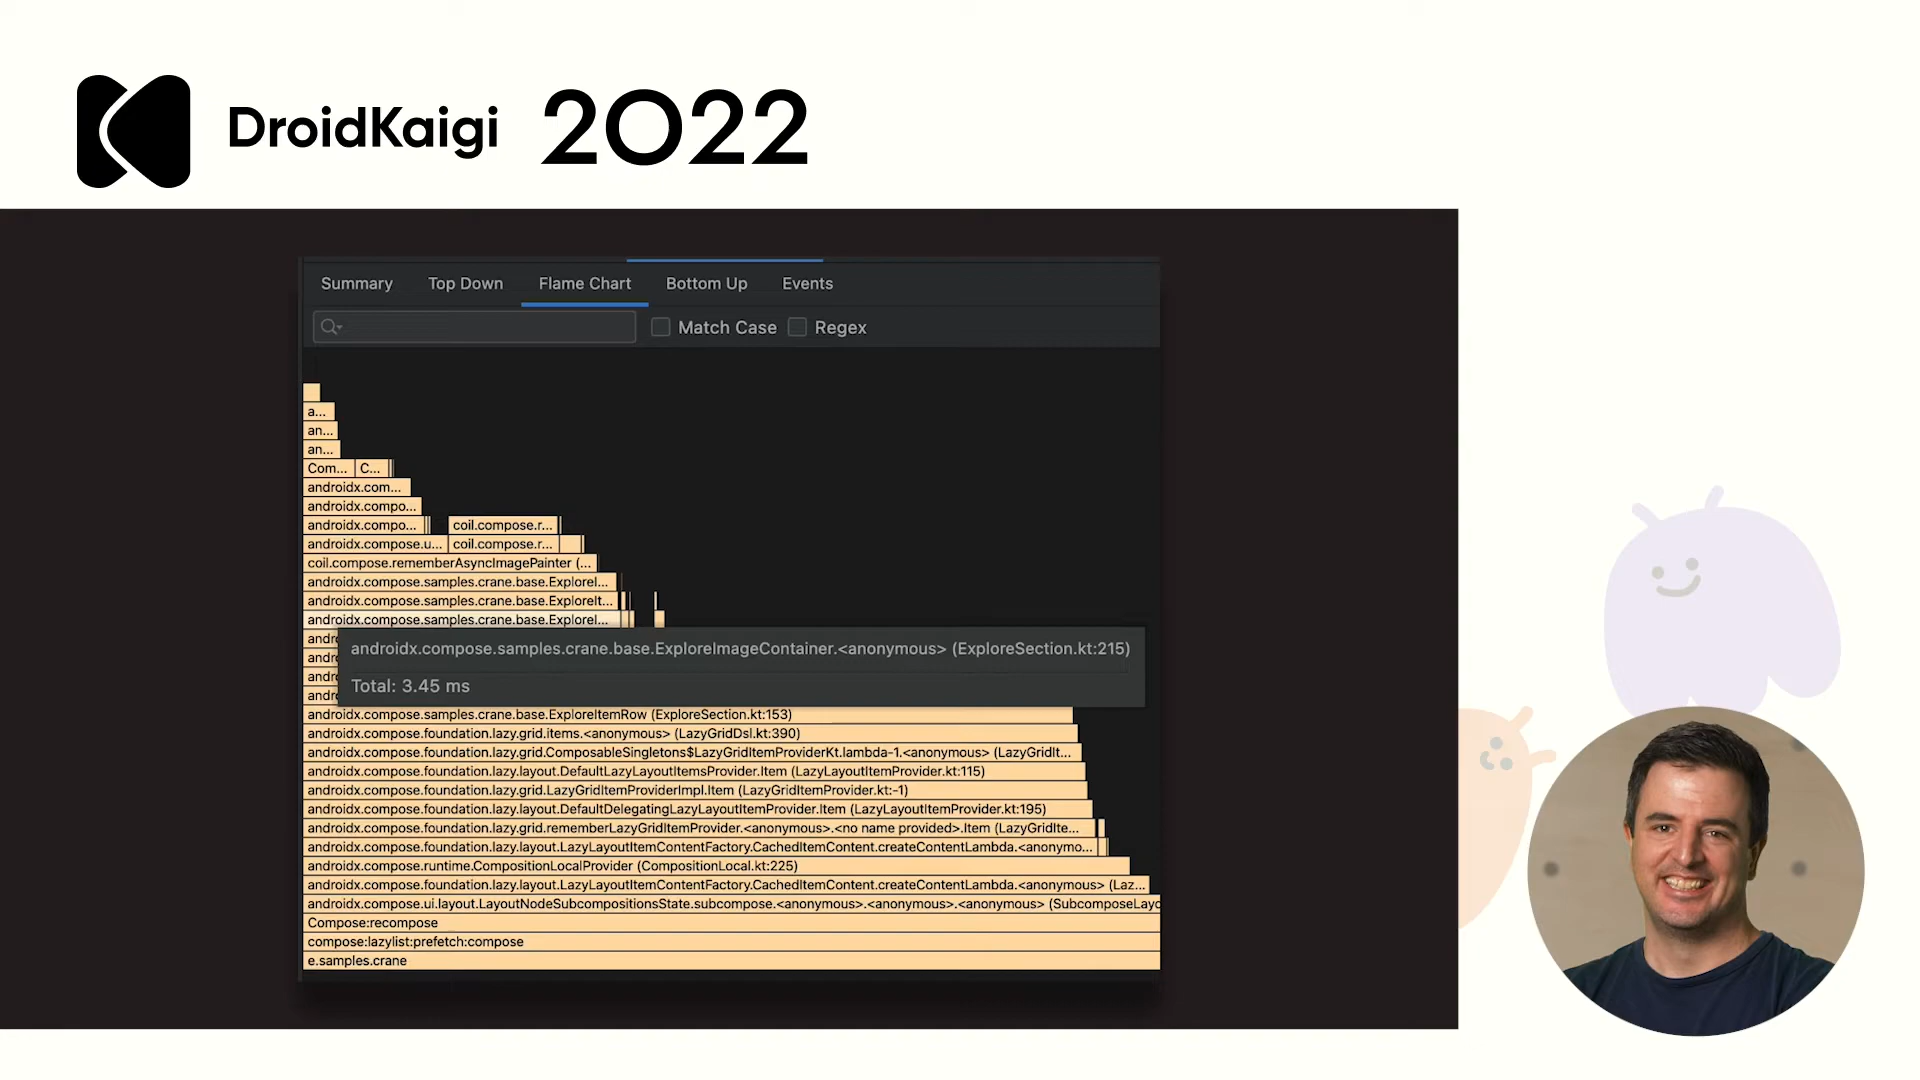 DroidKaigi 2022
Summary Top Down Flame Chart Bottom Up Events
Match Case Regex
a...
an...
an...
Com... C...
androidx.com...
androidx.compo...
androidx.compo... coil.compose.r...
androidx.compose.u... coil.compose.r...
coil.compose.rememberAsyncImagePainter (...
androidx.compose.samples.crane.base.ExploreI...
androidx.compose.samples.crane.base.ExploreIt...
androidx.compose.samples.crane.base.ExploreI...
andr
andr
andr
andr
androidx.compose.samples.crane.base.ExploreImageContainer.<anonymous> (ExploreSection.kt:215)
Total: 3.45 ms
androidx.compose.samples.crane.base.ExploreItemRow (ExploreSection.kt:153)
androidx.compose.foundation.lazy.grid.items.<anonymous> (LazyGridDsl.kt:390)
androidx.compose.foundation.lazy.grid.ComposableSingletons$LazyGridItemProviderKt.lambda-1.<anonymous> (LazyGridIt...
androidx.compose.foundation.lazy.layout.DefaultLazyLayoutItemsProvider.Item (LazyLayoutItemProvider.kt:115)
androidx.compose.foundation.lazy.grid.LazyGridItemProviderImpl.Item (LazyGridItemProvider.kt:-1)
androidx.compose.foundation.lazy.layout.DefaultDelegatingLazyLayoutItemProvider.Item (LazyLayoutItemProvider.kt:195)
androidx.compose.foundation.lazy.grid.rememberLazyGridItemProvider.<anonymous>.<no name provided>.Item (LazyGridIte...
androidx.compose.foundation.lazy.layout.LazyLayoutItemContentFactory.CachedItemContent.createContentLambda.<anonymo...
androidx.compose.runtime.CompositionLocalProvider (CompositionLocal.kt:225)
androidx.compose.foundation.lazy.layout.LazyLayoutItemContentFactory.CachedItemContent.createContentLambda.<anonymous> (Laz...
androidx.compose.ui.layout.LayoutNodeSubcompositionsState.subcompose.<anonymous>.<anonymous>.<anonymous> (SubcomposeLayo
Compose:recompose
compose:lazylist:prefetch:compose
e.samples.crane